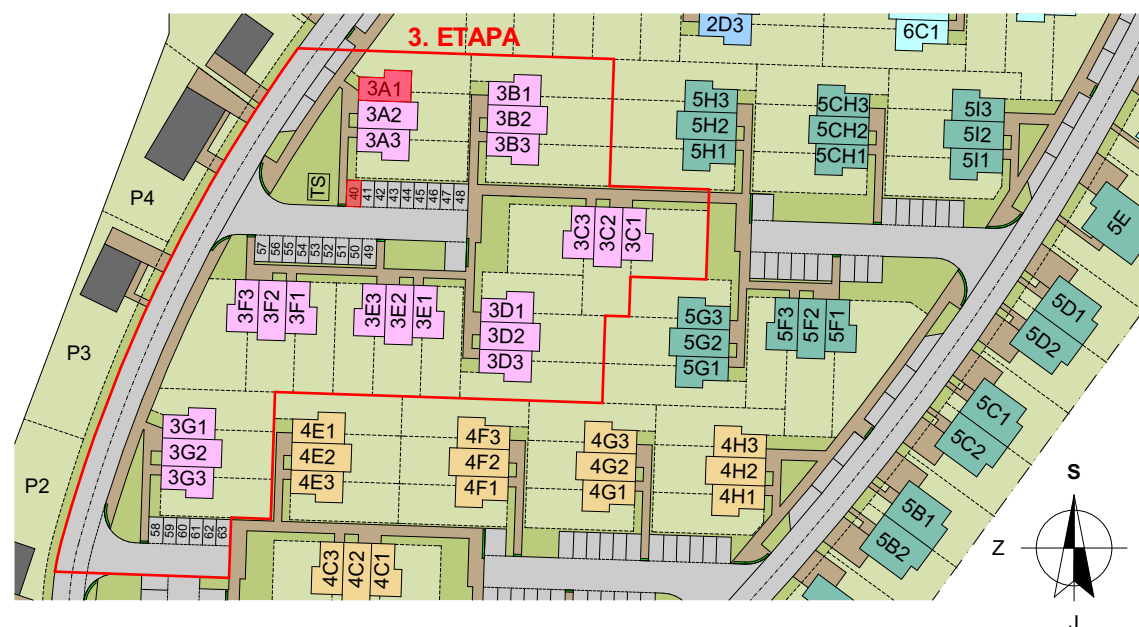 2D3
6C1
3. ETAPA
3A1
3A2
3A3
3B1
3B2
3B3
5H3
5H2
5H1
5CH3
5CH2
5CH1
5I3
5I2
5I1
P4
TS
40
41
42
43
44
45
46
47
48
5E
3C3
3C2
3C1
57
56
55
54
53
52
51
50
49
3F3
3F2
3F1
3E3
3E2
3E1
3D1
3D2
3D3
5G3
5G2
5G1
5F3
5F2
5F1
5D1
5D2
P3
5C1
5C2
3G1
3G2
3G3
4E1
4E2
4E3
4F3
4F2
4F1
4G3
4G2
4G1
4H3
4H2
4H1
P2
5B1
5B2
58
59
60
61
62
63
4C3
4C2
4C1
S
Z
J